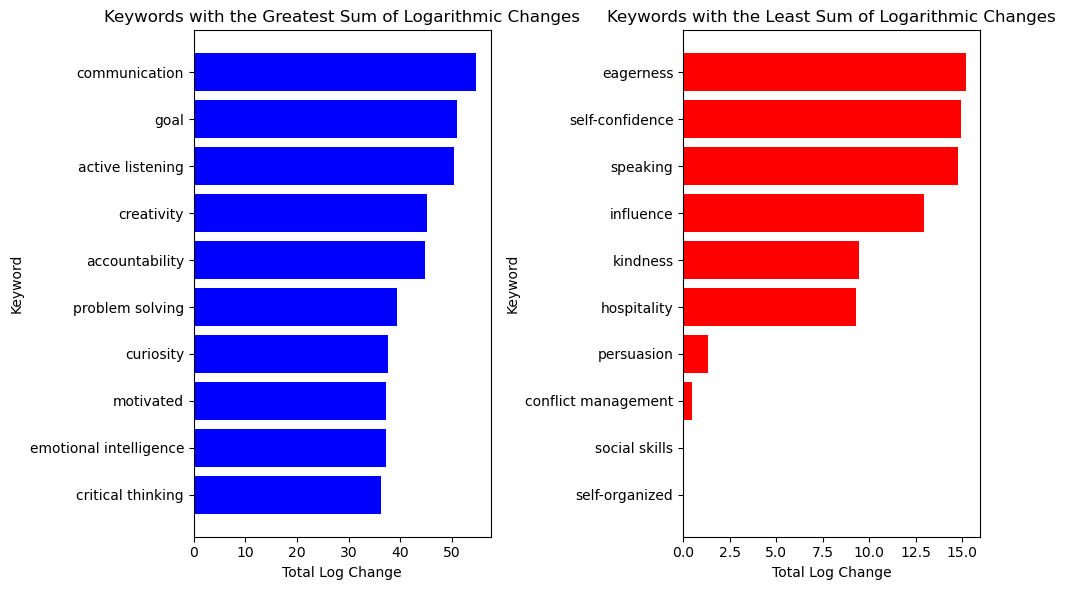 Keywords with the Greatest Sum of Logarithmic Changes
Keyword
communication
goal
active listening
creativity
accountability
problem solving
curiosity
motivated
emotional intelligence
critical thinking
0 10 20 30 40 50
Total Log Change
Keywords with the Least Sum of Logarithmic Changes
Keyword
eagerness
self-confidence
speaking
influence
kindness
hospitality
persuasion
conflict management
social skills
self-organized
0.0 2.5 5.0 7.5 10.0 12.5 15.0
Total Log Change